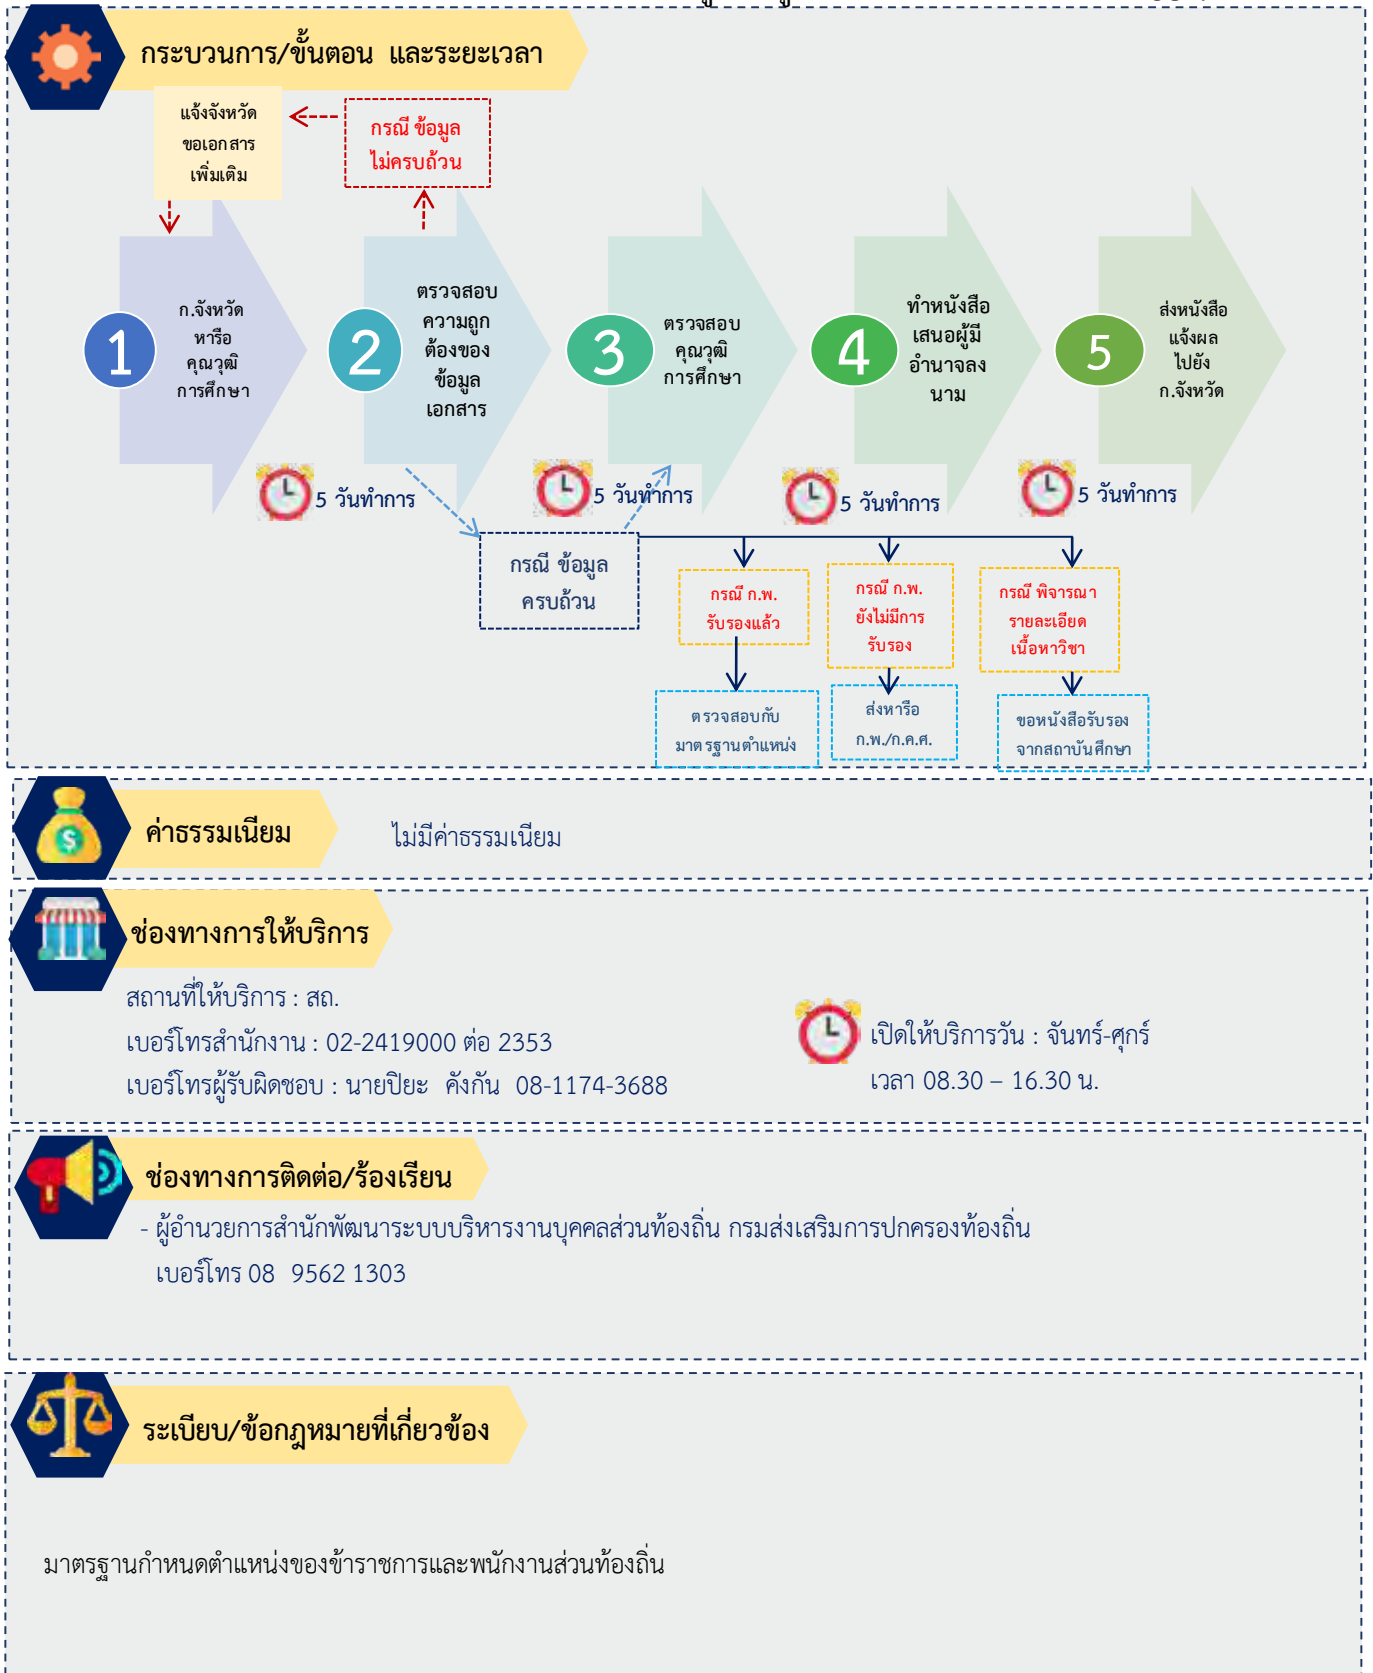 กระบวนการ/ขั้นตอน และระยะเวลา
แจ้งจังหวัด
ขอเอกสาร
เพิ่มเติม
กรณี ข้อมูล
ไม่ครบถ้วน
1
ก.จังหวัด
หารือ
คุณวุฒิ
การศึกษา
2
ตรวจสอบ
ความถูก
ต้องของ
ข้อมูล
เอกสาร
3
ตรวจสอบ
คุณวุฒิ
การศึกษา
4
ทำหนังสือ
เสนอผู้มี
อำนาจลง
นาม
5
ส่งหนังสือ
แจ้งผล
ไปยัง
ก.จังหวัด
5 วันทำการ
5 วันทำการ
5 วันทำการ
5 วันทำการ
กรณี ข้อมูล
ครบถ้วน
กรณี ก.พ.
รับรองแล้ว
กรณี ก.พ.
ยังไม่มีการ
รับรอง
กรณี พิจารณา
รายละเอียด
เนื้อหาวิชา
ตรวจสอบกับ
มาตรฐานตำแหน่ง
ส่งหารือ
ก.พ./ก.ค.ศ.
ขอหนังสือรับรอง
จากสถาบันศึกษา
ค่าธรรมเนียม
ไม่มีค่าธรรมเนียม
ช่องทางการให้บริการ
สถานที่ให้บริการ : สถ.
เบอร์โทรสำนักงาน : 02-2419000 ต่อ 2353
เบอร์โทรผู้รับผิดชอบ : นายปิยะ คังกัน 08-1174-3688
เปิดให้บริการวัน : จันทร์-ศุกร์
เวลา 08.30 – 16.30 น.
ช่องทางการติดต่อ/ร้องเรียน
- ผู้อำนวยการสำนักพัฒนาระบบบริหารงานบุคคลส่วนท้องถิ่น กรมส่งเสริมการปกครองท้องถิ่น
เบอร์โทร 08 9562 1303
ระเบียบ/ข้อกฎหมายที่เกี่ยวข้อง
มาตรฐานกำหนดตำแหน่งของข้าราชการและพนักงานส่วนท้องถิ่น